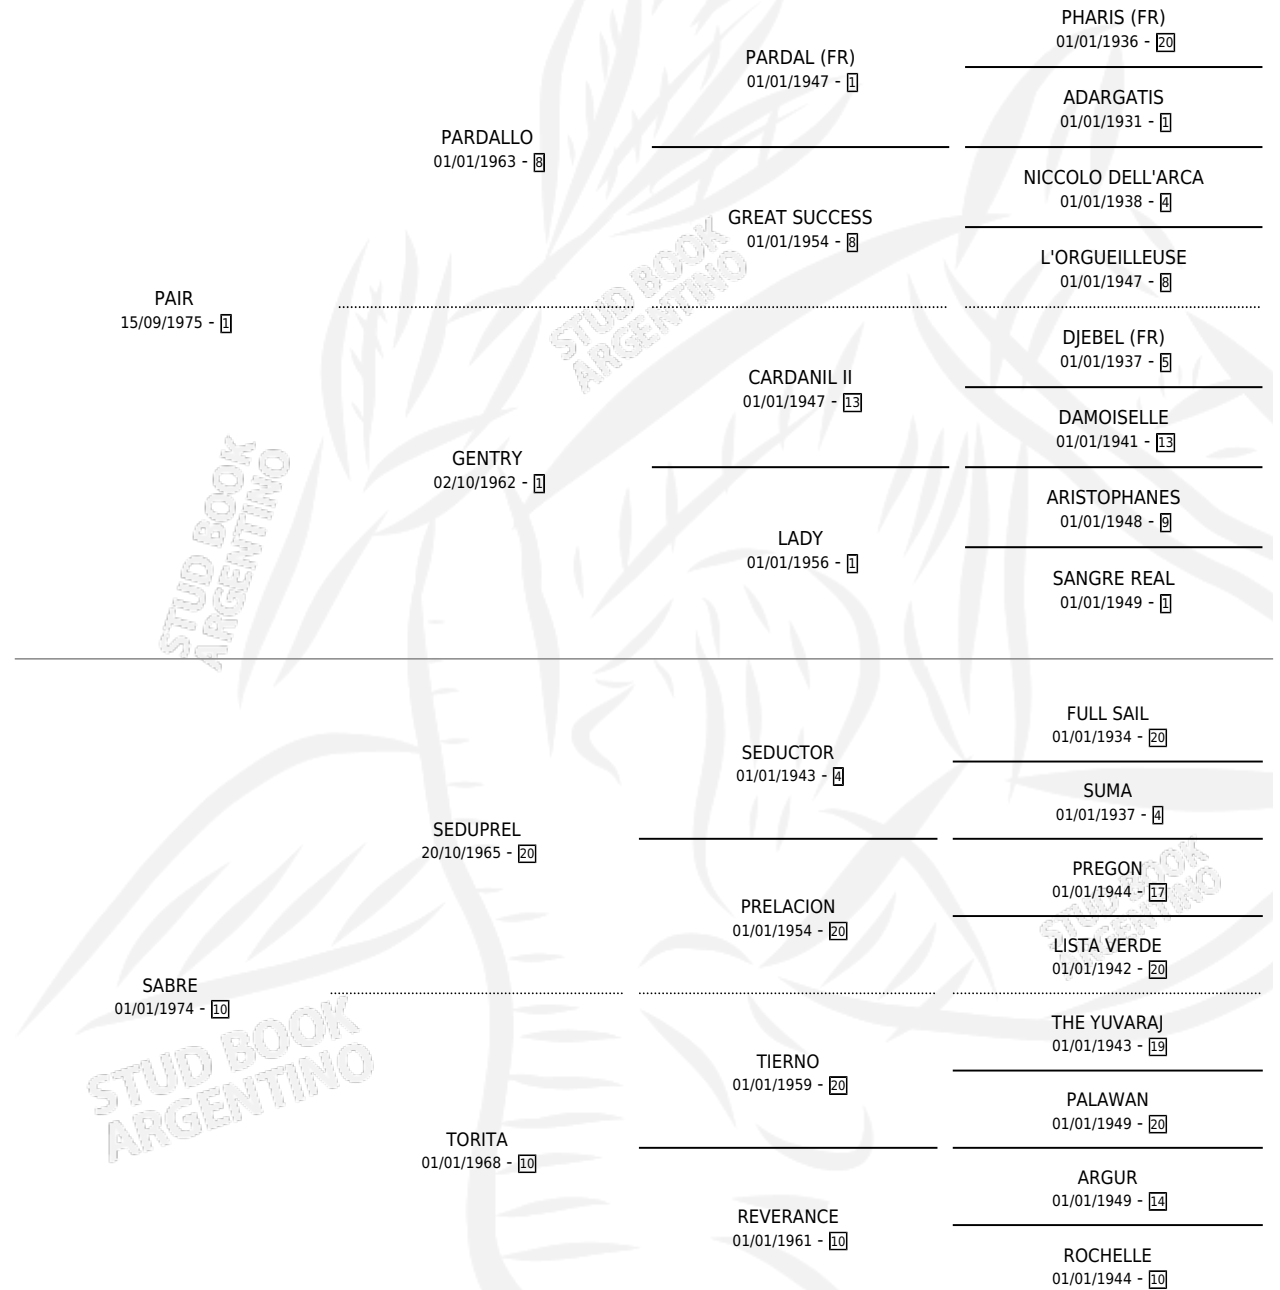 PHARIS (FR)
01/01/1936 - 20
PARDAL (FR)
01/01/1947 - 1
ADARGATIS
01/01/1931 - 1
PARDALLO
01/01/1963 - 8
NICCOLO DELL'ARCA
01/01/1938 - 4
GREAT SUCCESS
01/01/1954 - 8
L'ORGUEILLEUSE
01/01/1947 - 8
PAIR
15/09/1975 - 1
DJEBEL (FR)
01/01/1937 - 5
CARDANIL II
01/01/1947 - 13
DAMOISELLE
01/01/1941 - 13
GENTRY
02/10/1962 - 1
ARISTOPHANES
01/01/1948 - 9
LADY
01/01/1956 - 1
SANGRE REAL
01/01/1949 - 1
STUD BOOK
ARGENTINO
STUD BOOK
ARGENTINO
FULL SAIL
01/01/1934 - 20
SEDUCTOR
01/01/1943 - 4
SUMA
01/01/1937 - 4
SEDUPREL
20/10/1965 - 20
PREGON
01/01/1944 - 17
PRELACION
01/01/1954 - 20
LISTA VERDE
01/01/1942 - 20
SABRE
01/01/1974 - 10
THE YUVARAJ
01/01/1943 - 19
TIERNO
01/01/1959 - 20
PALAWAN
01/01/1949 - 20
TORITA
01/01/1968 - 10
ARGUR
01/01/1949 - 14
REVERANCE
01/01/1961 - 10
ROCHELLE
01/01/1944 - 10
STUD BOOK
ARGENTINO
STUD BOOK
ARGENTINO